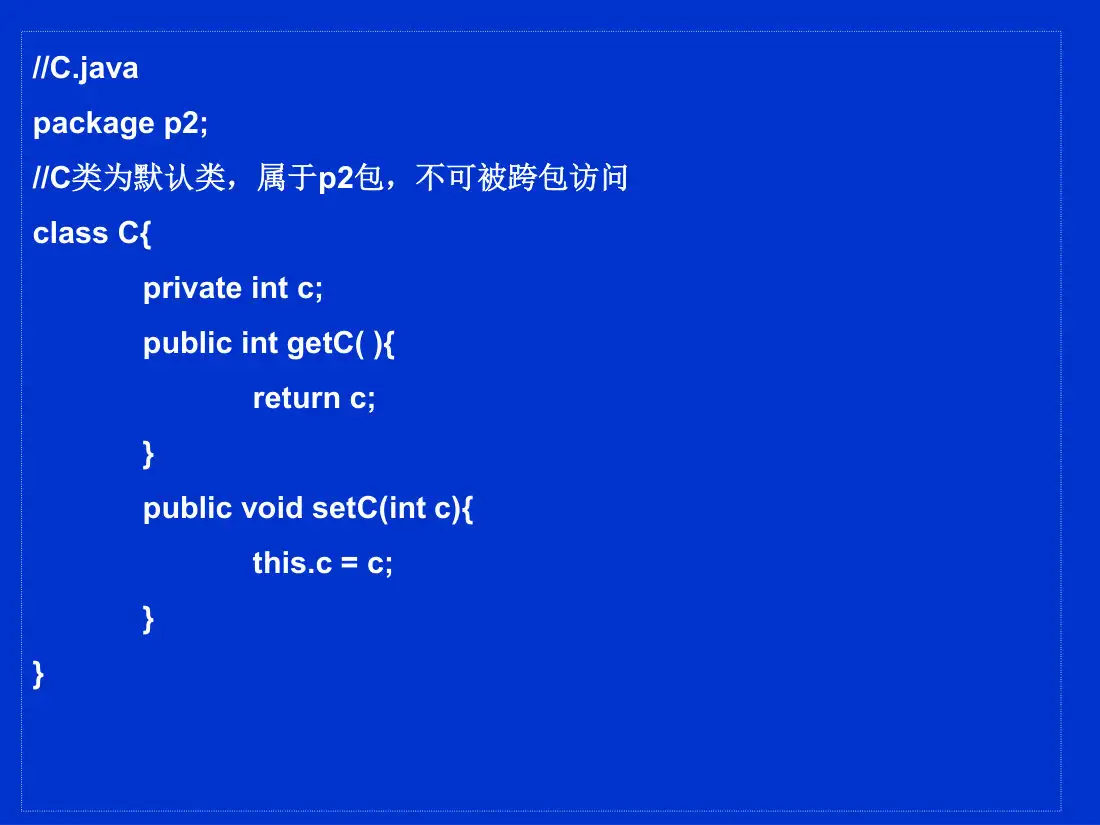 //C.java
package p2;
//C类为默认类，属于p2包，不可被跨包访问
class C{
private int c;
public int getC( ){
return c;
}
public void setC(int c){
this.c = c;
}
}